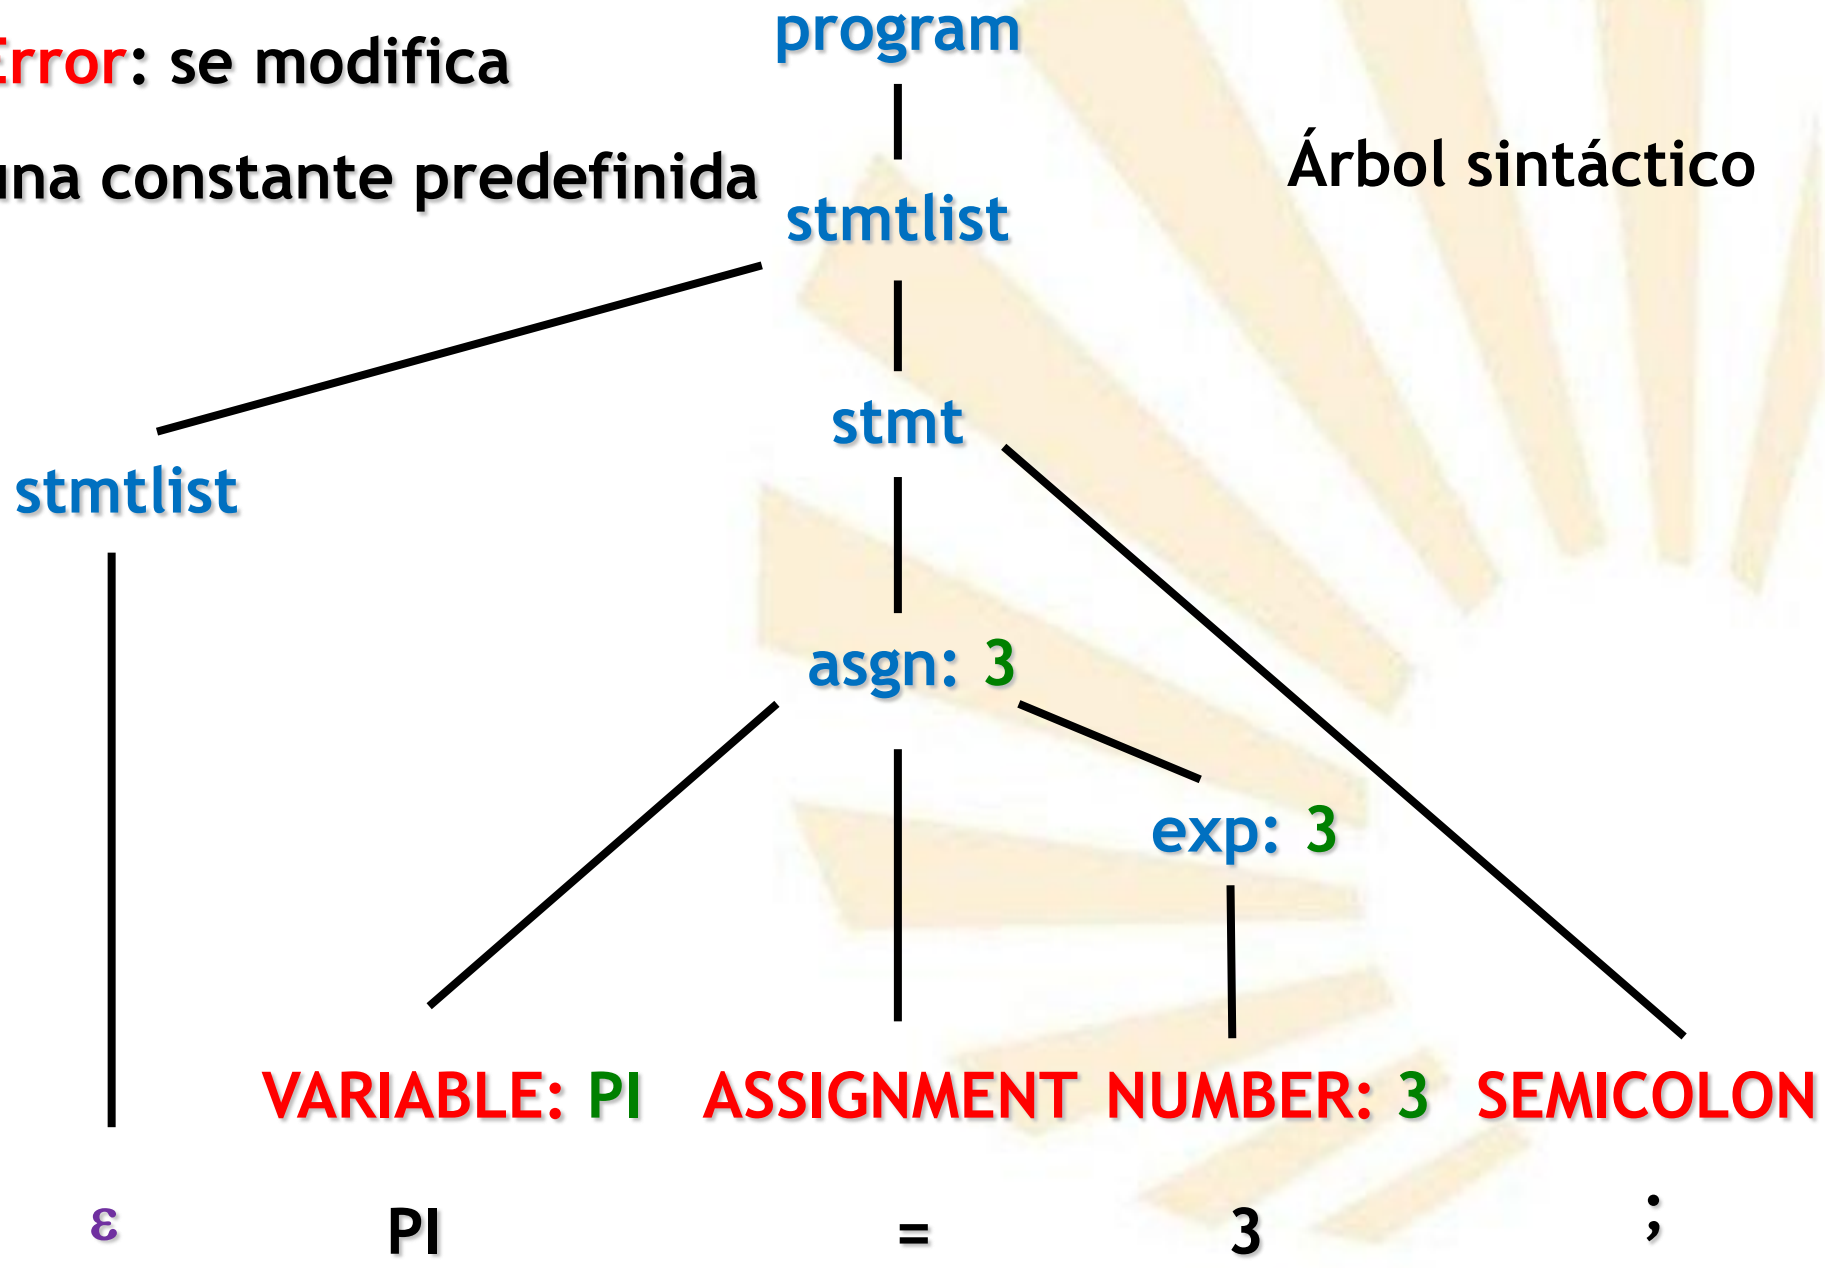 Error: se modifica
una constante predefinida
program
Árbol sintáctico
stmtlist
stmt
stmtlist
asgn: 3
exp: 3
VARIABLE: PI ASSIGNMENT NUMBER: 3 SEMICOLON
ε PI = 3 ;